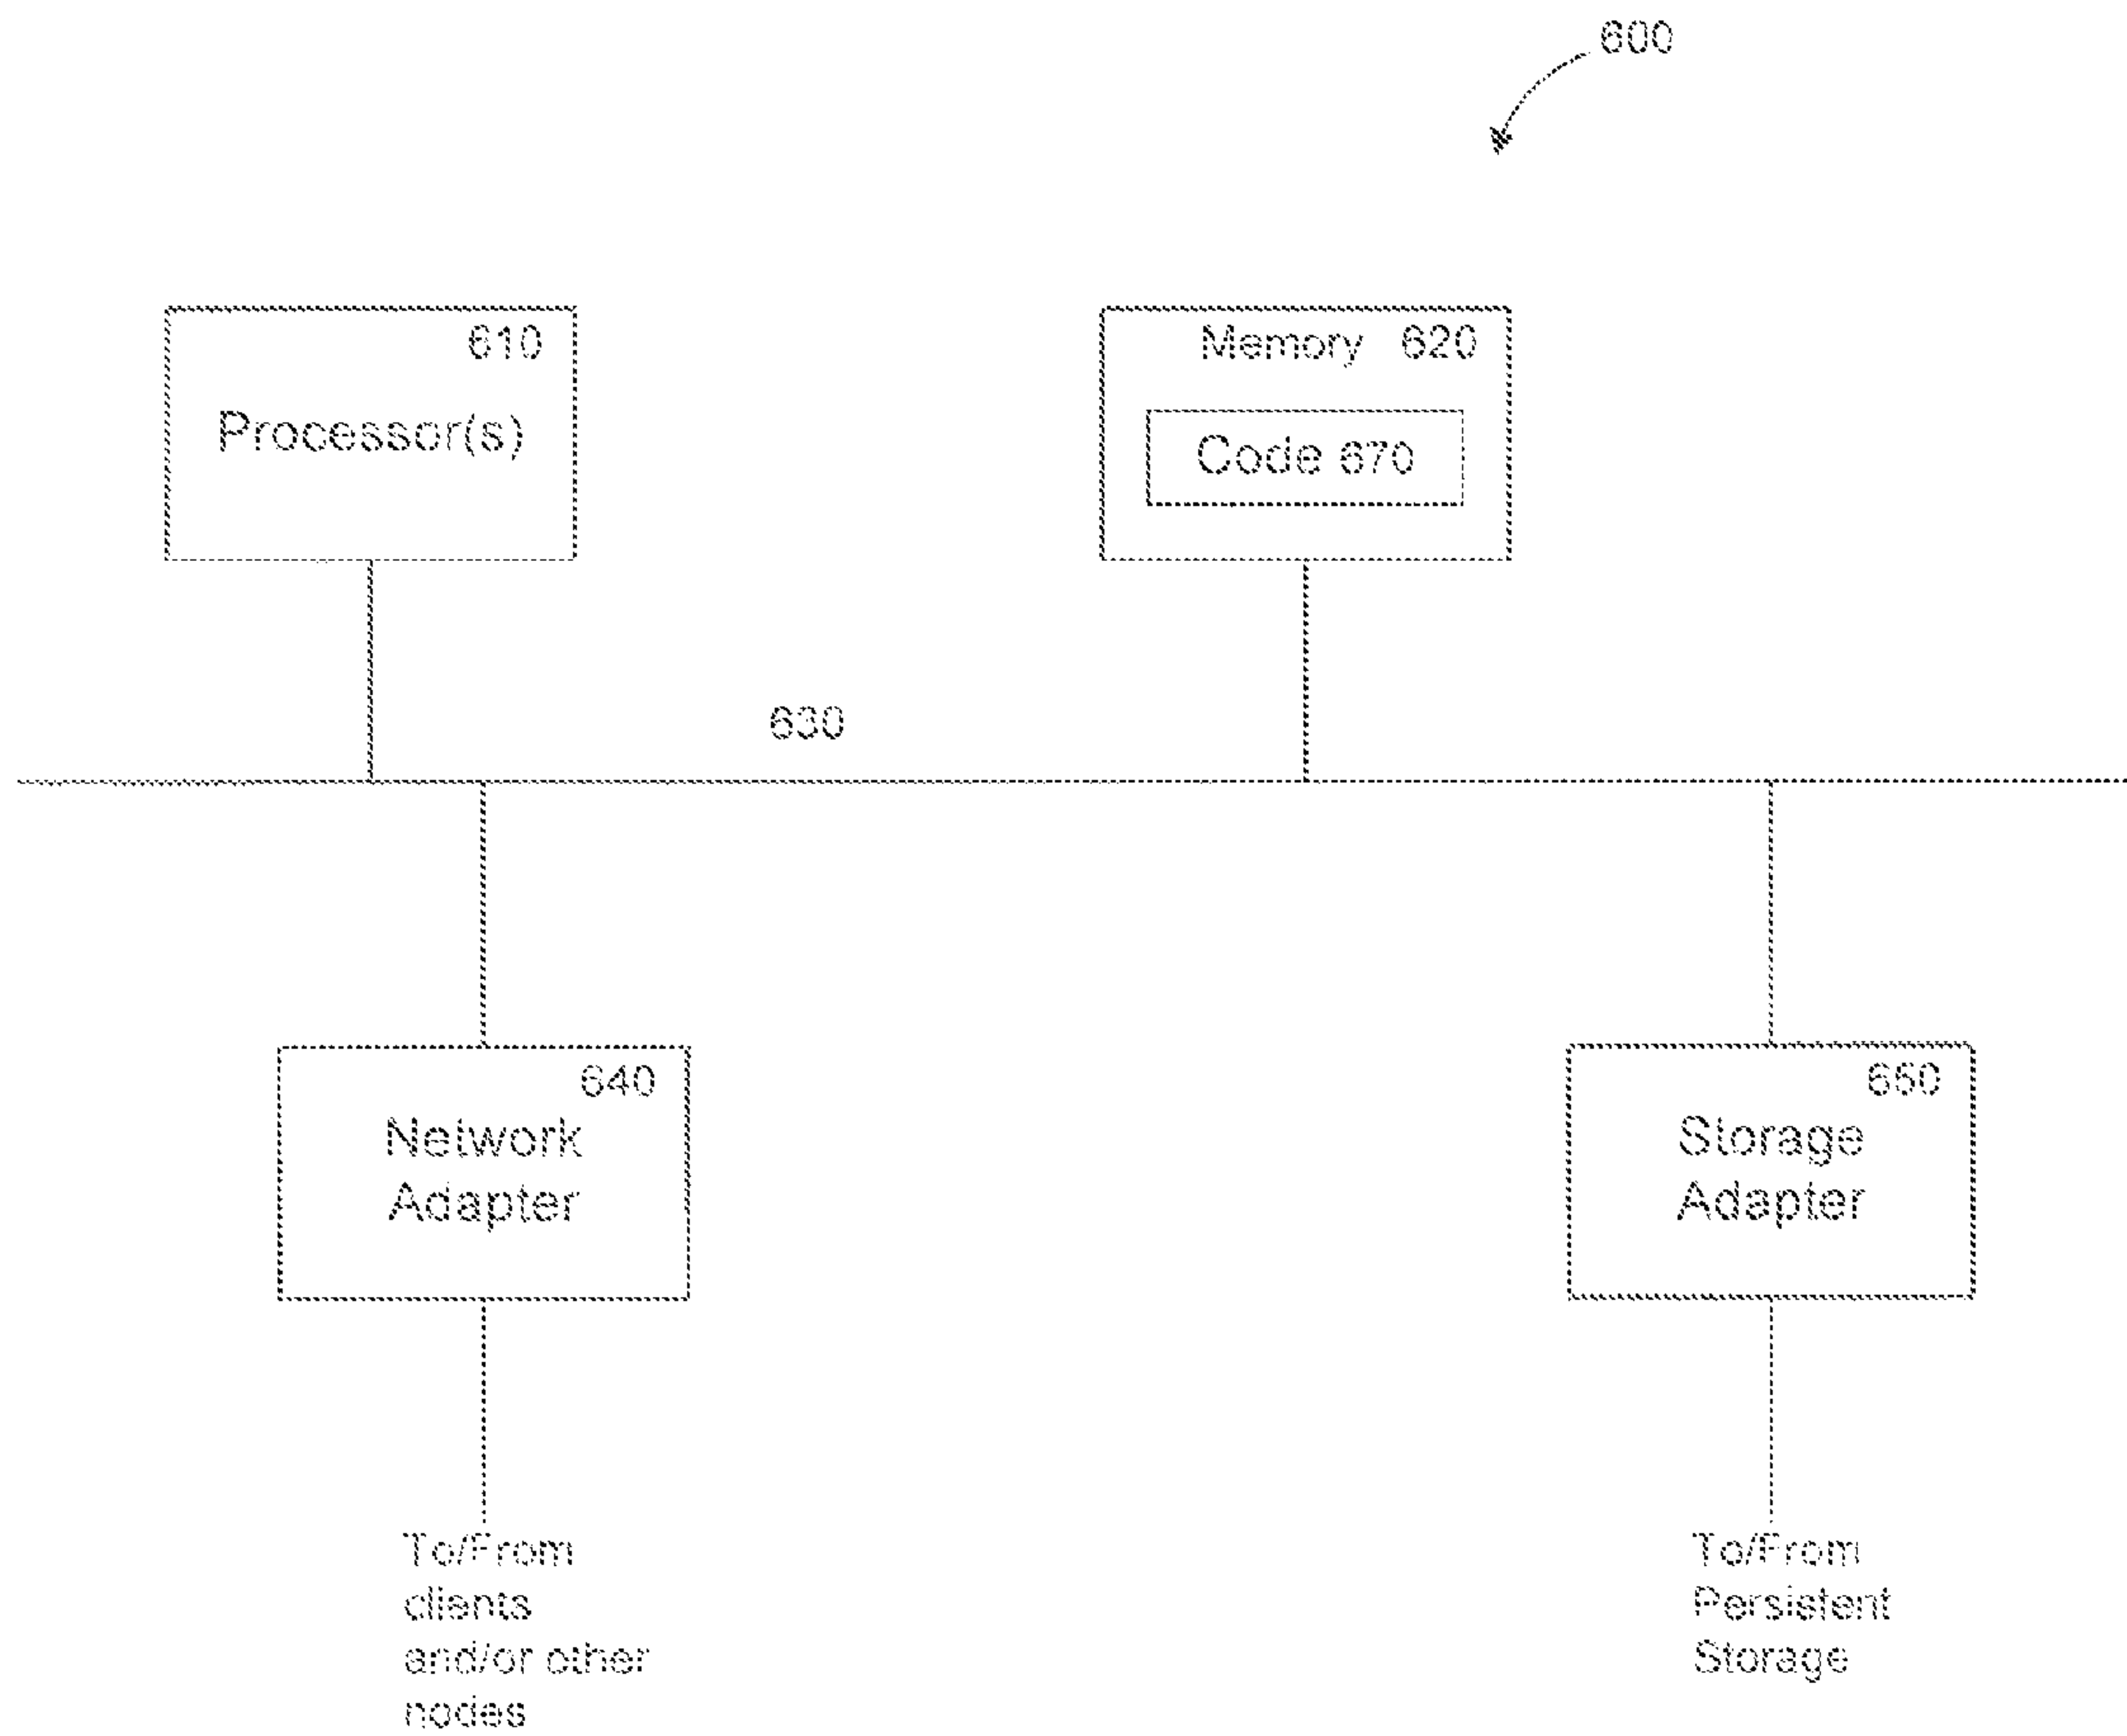 600
610
Processor(s)
Memory 620
Code 670
630
640
Network
Adapter
650
Storage
Adapter
To/From
clients
and/or other
nodes
To/From
Persistent
Storage